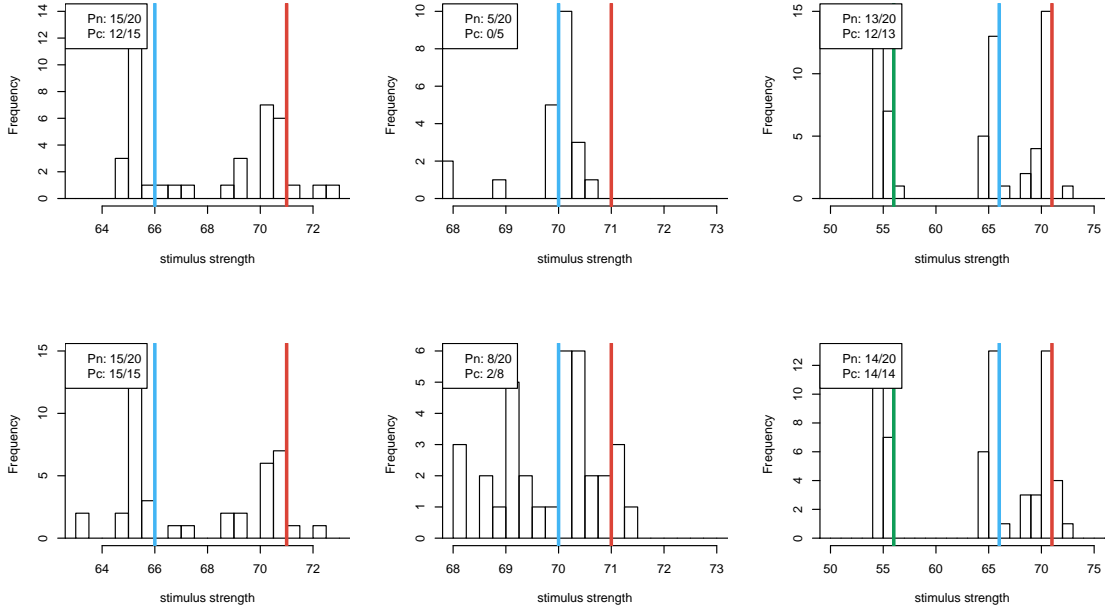 Pn: 15/20
Pc: 12/15
Frequency
0 2 4 6 8 10 12 14
64 66 68 70 72
stimulus strength
Pn: 5/20
Pc: 0/5
Frequency
0 2 4 6 8 10
68 69 70 71 72 73
stimulus strength
Pn: 13/20
Pc: 12/13
Frequency
0 5 10 15
50 55 60 65 70 75
stimulus strength
Pn: 15/20
Pc: 15/15
Frequency
0 5 10 15
64 66 68 70 72
stimulus strength
Pn: 8/20
Pc: 2/8
Frequency
0 1 2 3 4 5 6
68 69 70 71 72 73
stimulus strength
Pn: 14/20
Pc: 14/14
Frequency
0 2 4 6 8 10 12
50 55 60 65 70 75
stimulus strength